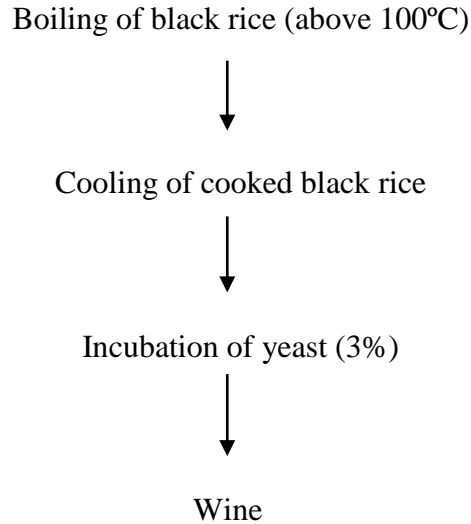 Boiling of black rice (above 100ºC)
Cooling of cooked black rice
Incubation of yeast (3%)
Wine